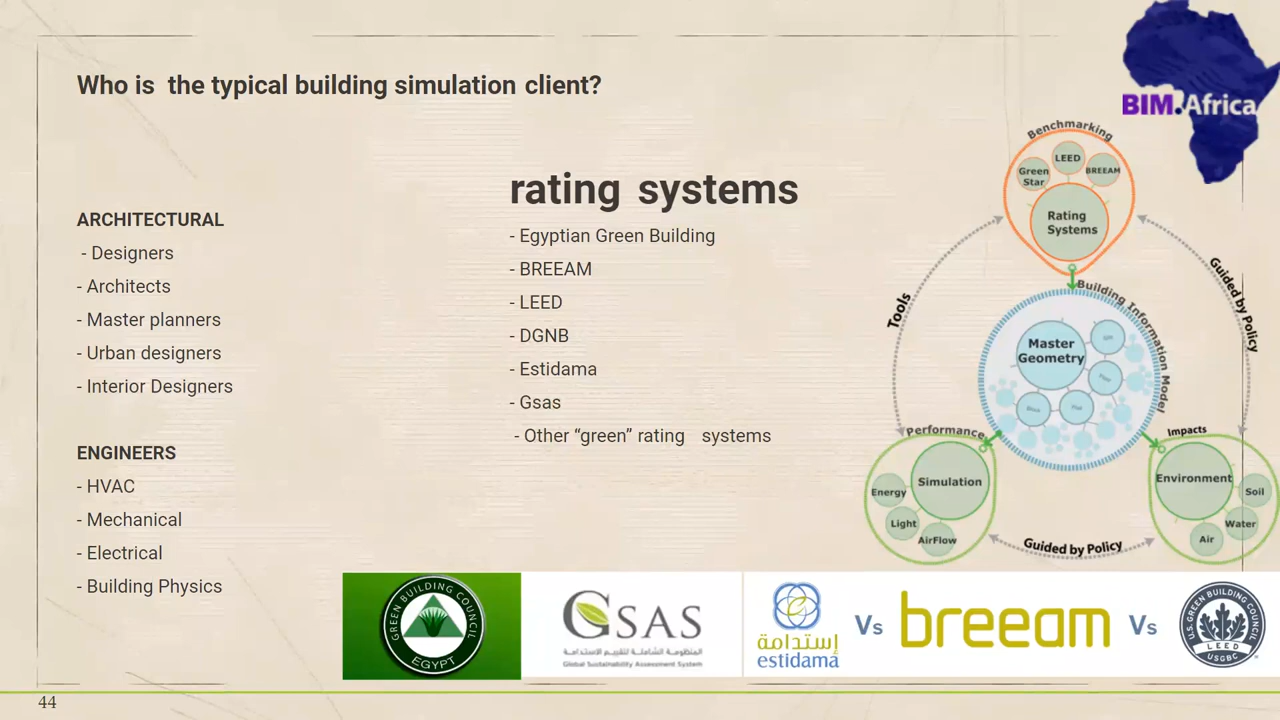 Who is the typical building simulation client?
BIM.Africa
ARCHITECTURAL
- Designers
- Architects
- Master planners
- Urban designers
- Interior Designers
ENGINEERS
- HVAC
- Mechanical
- Electrical
- Building Physics
rating systems
- Egyptian Green Building
- BREEAM
- LEED
- DGNB
- Estidama
- Gsas
- Other “green” rating systems
Benchmarking
LEED
Green
Star
BREEAM
Rating
Systems
Tools
Guided by Policy
Building Information Model
Master
Geometry
Performance
Simulation
Energy
Light
AirFlow
Impacts
Environment
Soil
Water
Air
Guided by Policy
GREEN BUILDING COUNCIL
EGYPT
GSAS
المنظومة الشاملة لتقييم الاستدامة
Global Sustainability Assessment System
إستدامة
estidama
Vs
breeam
Vs
U.S. GREEN BUILDING COUNCIL
LEED
USGBC
44